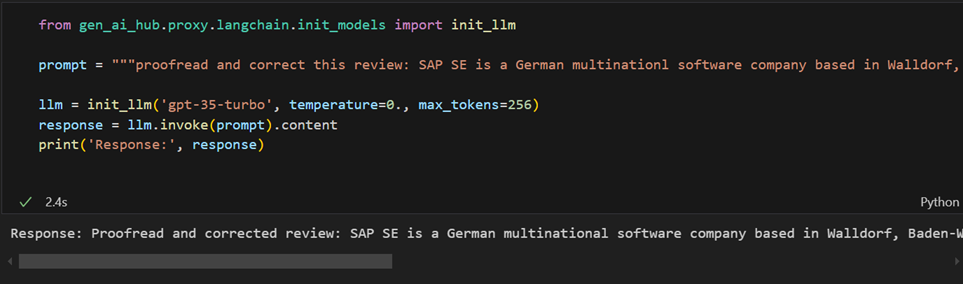 from gen_ai_hub.proxy.langchain.init_models import init_llm
prompt = """proofread and correct this review: SAP SE is a German multinationl software company based in Walldorf,
llm = init_llm('gpt-35-turbo', temperature=0., max_tokens=256)
response = llm.invoke(prompt).content
print('Response:', response)
2.4s
Python
Response: Proofread and corrected review: SAP SE is a German multinational software company based in Walldorf, Baden-W